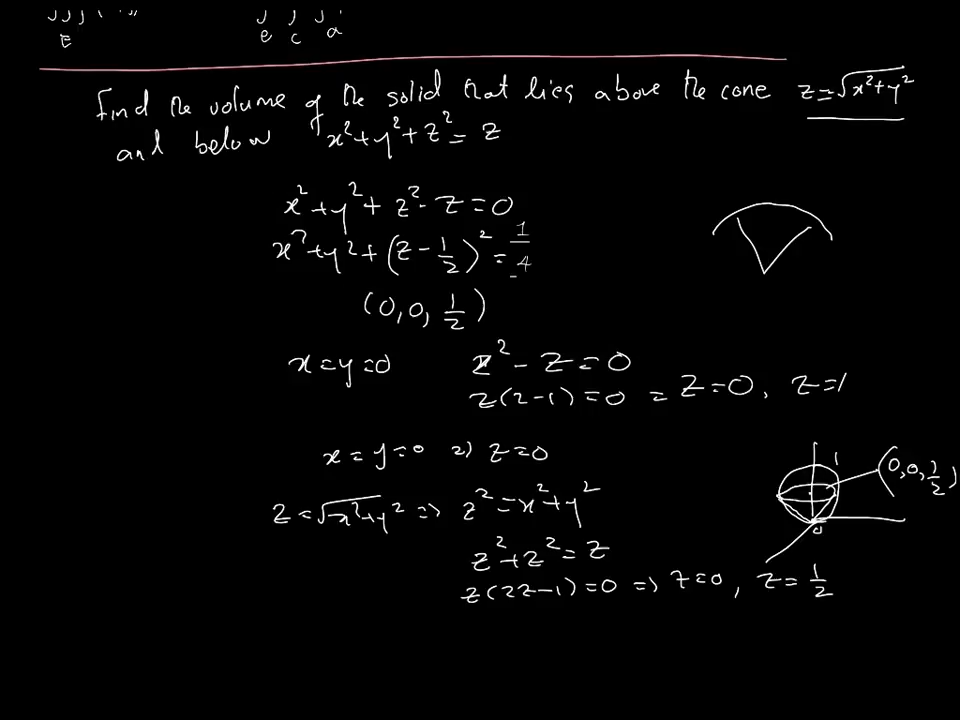 E e c a
Find the volume of the solid that lies above the cone z=√x²+y²
and below x²+y²+z²=z
x²+y²+z²-z=0
x²+y²+(z-1/2)²=1/4
(0,0,1/2)
x=y=0 z²-z=0
z(z-1)=0 = z=0, z=1
x=y=0 => z=0
1 (0,0,1/2)
z=√x²+y² => z²=x²+y²
0
z²+z²=z
z(2z-1)=0 => z=0, z=1/2